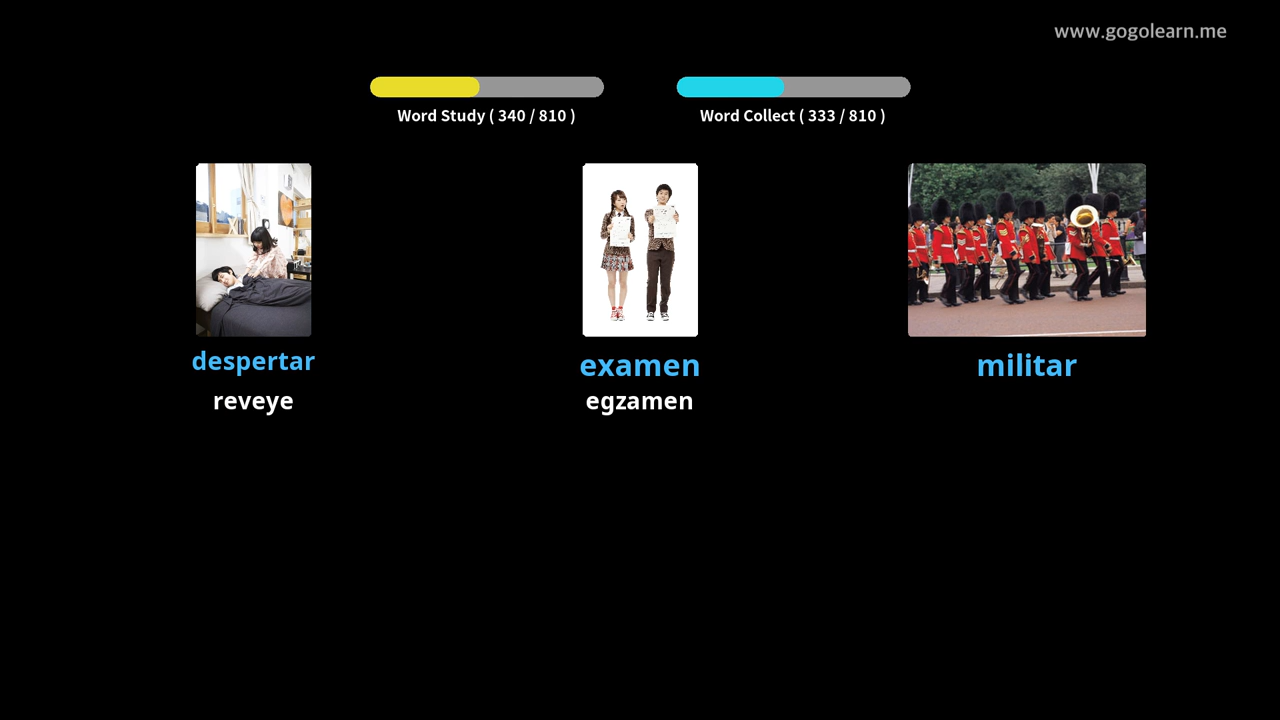 www.gogolearn.me
Word Study ( 340 / 810 )
Word Collect ( 333 / 810 )
despertar
reveye
examen
egzamen
militar